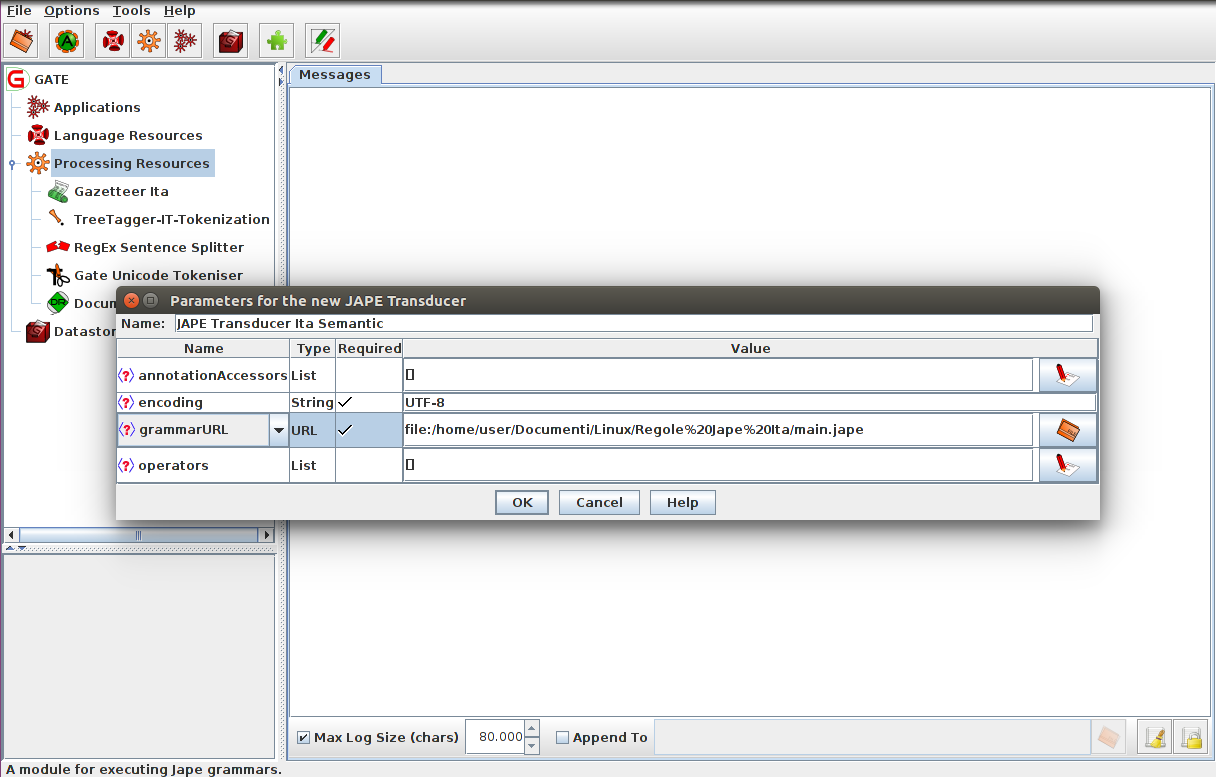 File Options Tools Help
GATE
Applications
Language Resources
Processing Resources
Gazetteer Ita
TreeTagger-IT-Tokenization
RegEx Sentence Splitter
Gate Unicode Tokeniser
Messages
Parameters for the new JAPE Transducer
Name: JAPE Transducer Ita Semantic
Name Type Required Value
<?> annotationAccessors List []
<?> encoding String ✓ UTF-8
<?> grammarURL URL ✓ file:/home/user/Documenti/Linux/Regole%20Jape%20Ita/main.jape
<?> operators List []
OK Cancel Help
Max Log Size (chars) 80.000 Append To
A module for executing Jape grammars.